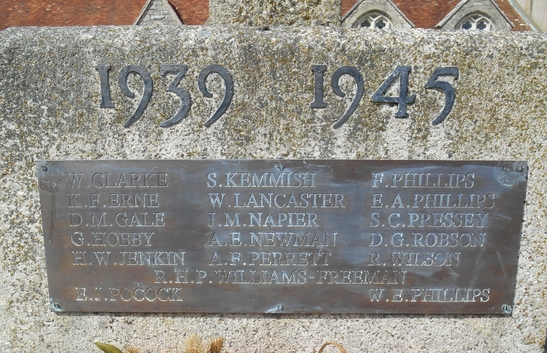 1939 1945
W. CLARKE S. KEMMISH F. PHILLIPS
K. F. ERNE W. LANCASTER E. A. PHILLIPS
D. M. GALE J. M. NAPIER S. C. PRESSEY
G. HOBBY A. E. NEWMAN D. G. ROBSON
H. W. JENKIN A. F. PERRETT R. WILSON
R. H. P. WILLIAMS-FREEMAN
E. T. POCOCK W. E. PHILLIPS